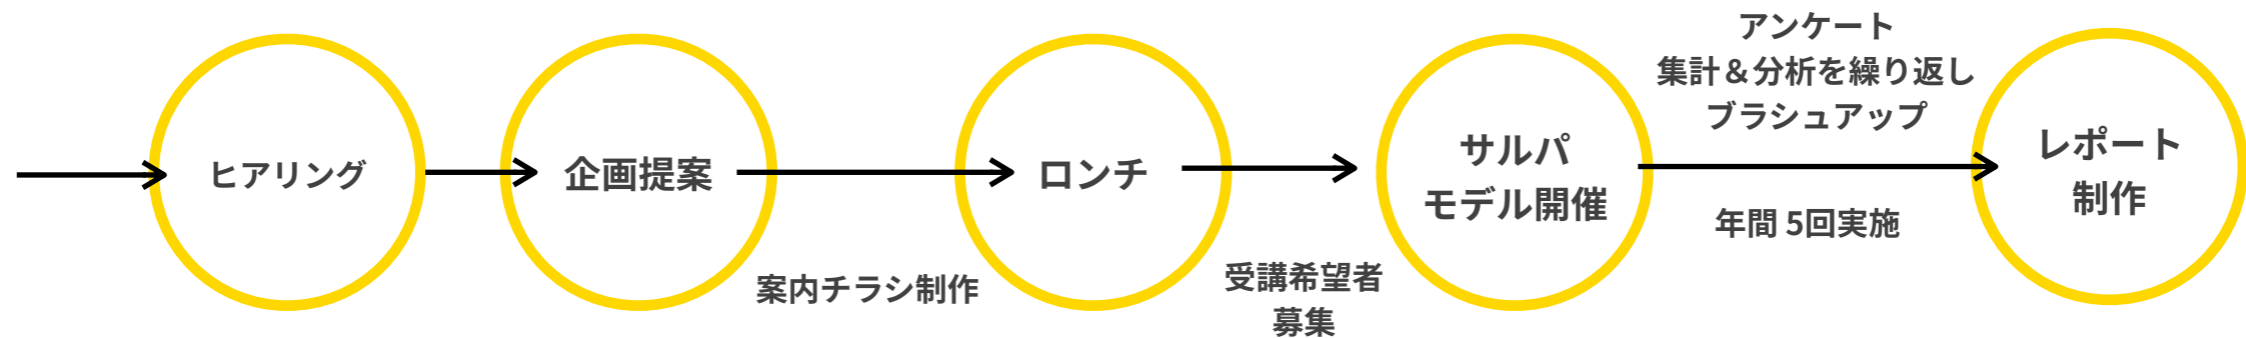 ヒアリング
企画提案
案内チラシ制作
ロンチ
受講希望者
募集
サルパ
モデル開催
アンケート
集計＆分析を繰り返し
ブラシュアップ
年間 5回実施
レポート
制作